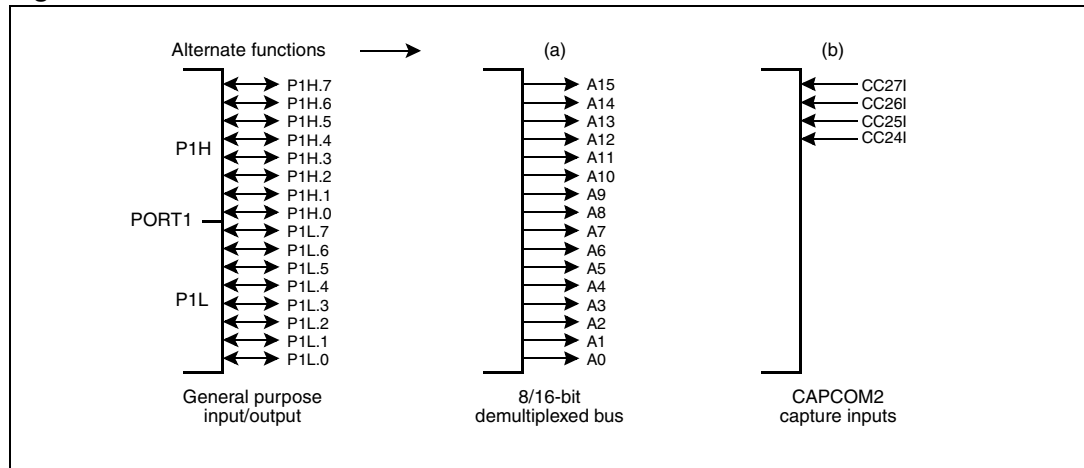 Alternate functions (a) (b)
P1H.7 A15 CC27I
P1H.6 A14 CC26I
P1H.5 A13 CC25I
P1H.4 A12 CC24I
P1H P1H.3 A11
P1H.2 A10
P1H.1 A9
PORT1 P1H.0 A8
P1L.7 A7
P1L.6 A6
P1L.5 A5
P1L P1L.4 A4
P1L.3 A3
P1L.2 A2
P1L.1 A1
P1L.0 A0
General purpose 8/16-bit CAPCOM2
input/output demultiplexed bus capture inputs